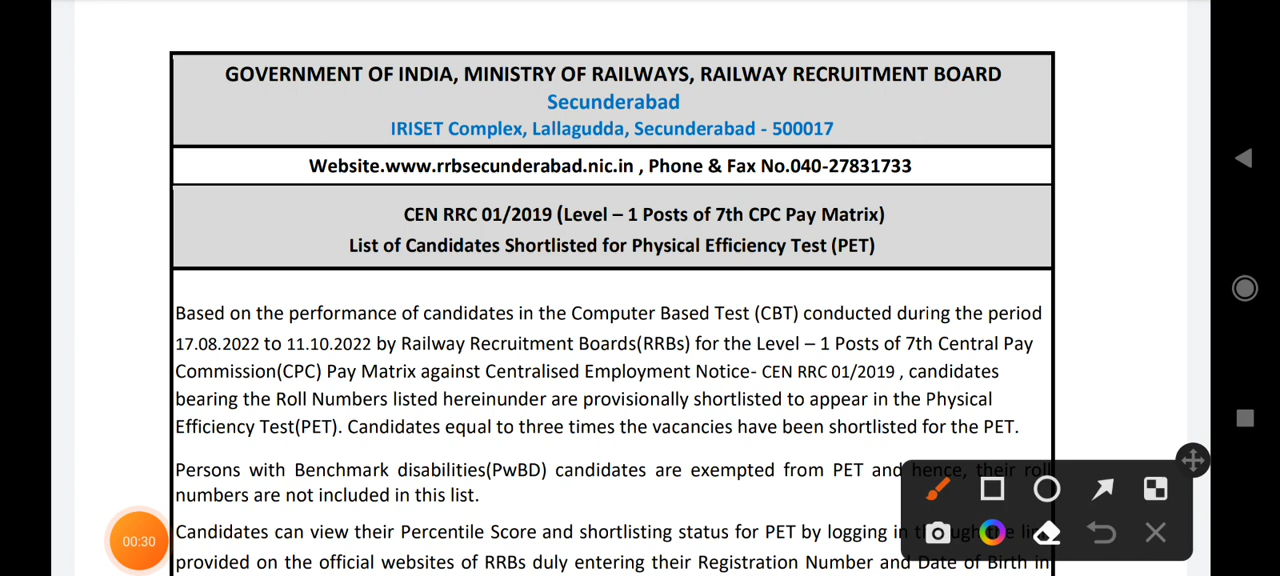 GOVERNMENT OF INDIA, MINISTRY OF RAILWAYS, RAILWAY RECRUITMENT BOARD
Secunderabad
IRISET Complex, Lallagudda, Secunderabad - 500017
Website.www.rrbsecunderabad.nic.in , Phone & Fax No.040-27831733
CEN RRC 01/2019 (Level – 1 Posts of 7th CPC Pay Matrix)
List of Candidates Shortlisted for Physical Efficiency Test (PET)
Based on the performance of candidates in the Computer Based Test (CBT) conducted during the period
17.08.2022 to 11.10.2022 by Railway Recruitment Boards(RRBs) for the Level – 1 Posts of 7th Central Pay
Commission(CPC) Pay Matrix against Centralised Employment Notice- CEN RRC 01/2019 , candidates
bearing the Roll Numbers listed hereinunder are provisionally shortlisted to appear in the Physical
Efficiency Test(PET). Candidates equal to three times the vacancies have been shortlisted for the PET.
Persons with Benchmark disabilities(PwBD) candidates are exempted from PET and hence, their roll
numbers are not included in this list.
Candidates can view their Percentile Score and shortlisting status for PET by logging in through the
provided on the official websites of RRBs duly entering their Registration Number and Date of Birth in
00:30